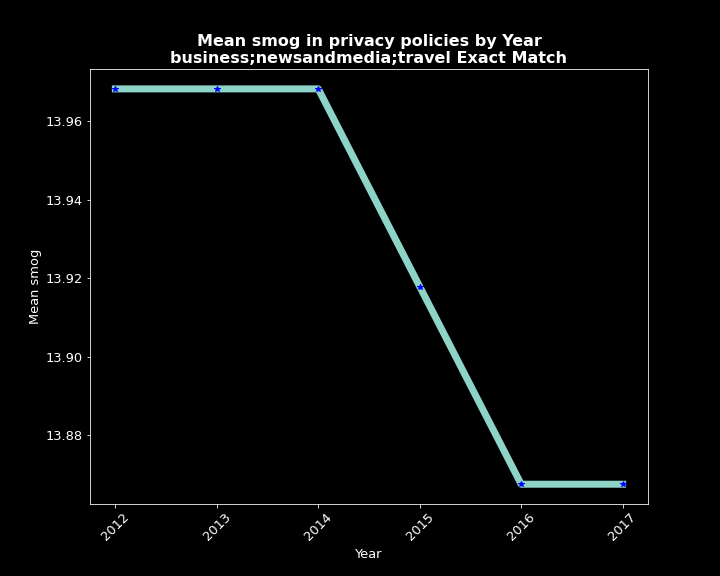 Mean smog in privacy policies by Year
business;newsandmedia;travel Exact Match
13.96
13.94
13.92
13.90
13.88
Mean smog
2012
2013
2014
2015
2016
2017
Year